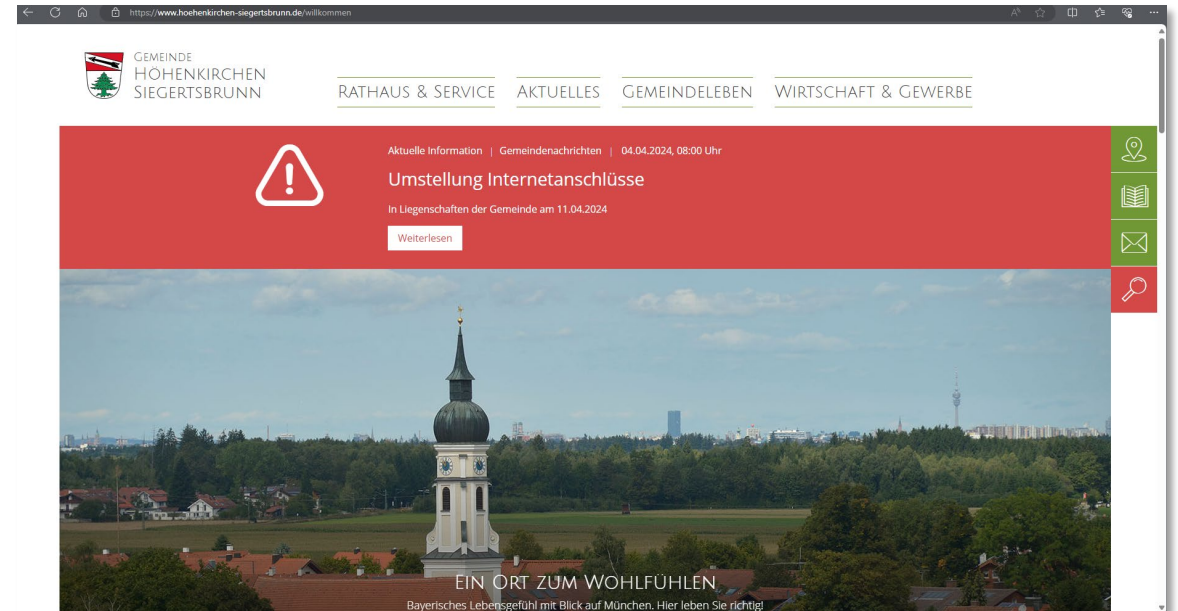 https://www.hoehenkirchen-siegertsbrunn.de/willkommen
GEMEINDE
HÖHENKIRCHEN
SIEGERTSBRUNN
RATHAUS & SERVICE AKTUELLES GEMEINDELEBEN WIRTSCHAFT & GEWERBE
Aktuelle Information | Gemeindenachrichten | 04.04.2024, 08:00 Uhr
Umstellung Internetanschlüsse
In Liegenschaften der Gemeinde am 11.04.2024
Weiterlesen
EIN ORT ZUM WOHLFÜHLEN
Bayerisches Lebensgefühl mit Blick auf München. Hier leben Sie richtig!